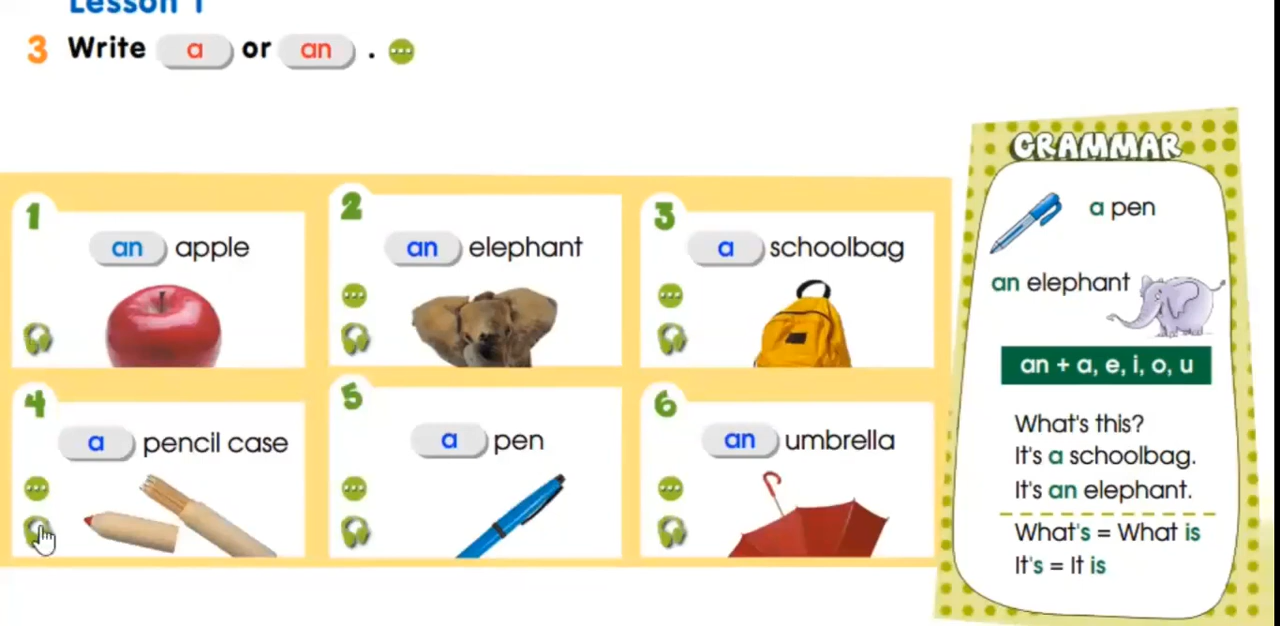 Lesson 1
3 Write a or an .
1
an apple
2
an elephant
3
a schoolbag
4
a pencil case
5
a pen
6
an umbrella
GRAMMAR
a pen
an elephant
an + a, e, i, o, u
What's this?
It's a schoolbag.
It's an elephant.
What's = What is
It's = It is